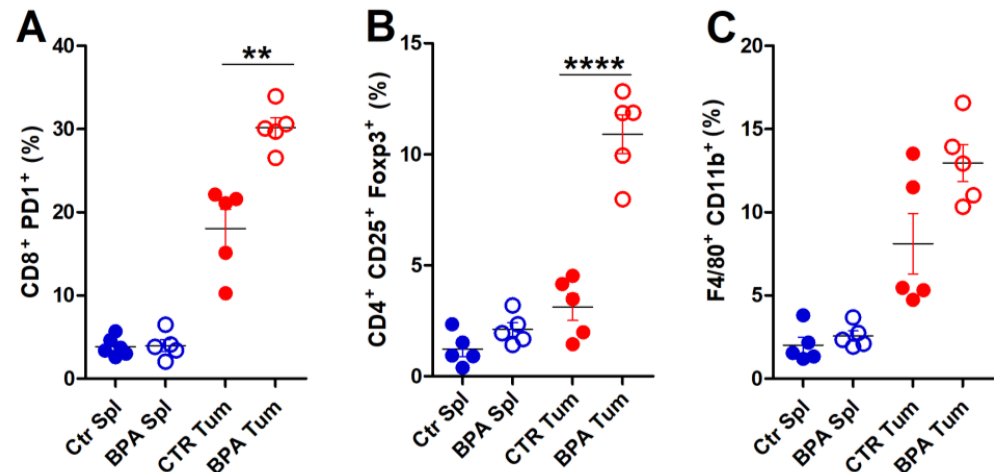 A
CD8⁺ PD1⁺ (%)
40
30
20
10
0
**
Ctr Spl
BPA Spl
CTR Tum
BPA Tum
B
CD4⁺ CD25⁺ Foxp3⁺ (%)
15
10
5
0
****
Ctr Spl
BPA Spl
CTR Tum
BPA Tum
C
F4/80⁺ CD11b⁺ (%)
20
15
10
5
0
Ctr Spl
BPA Spl
CTR Tum
BPA Tum